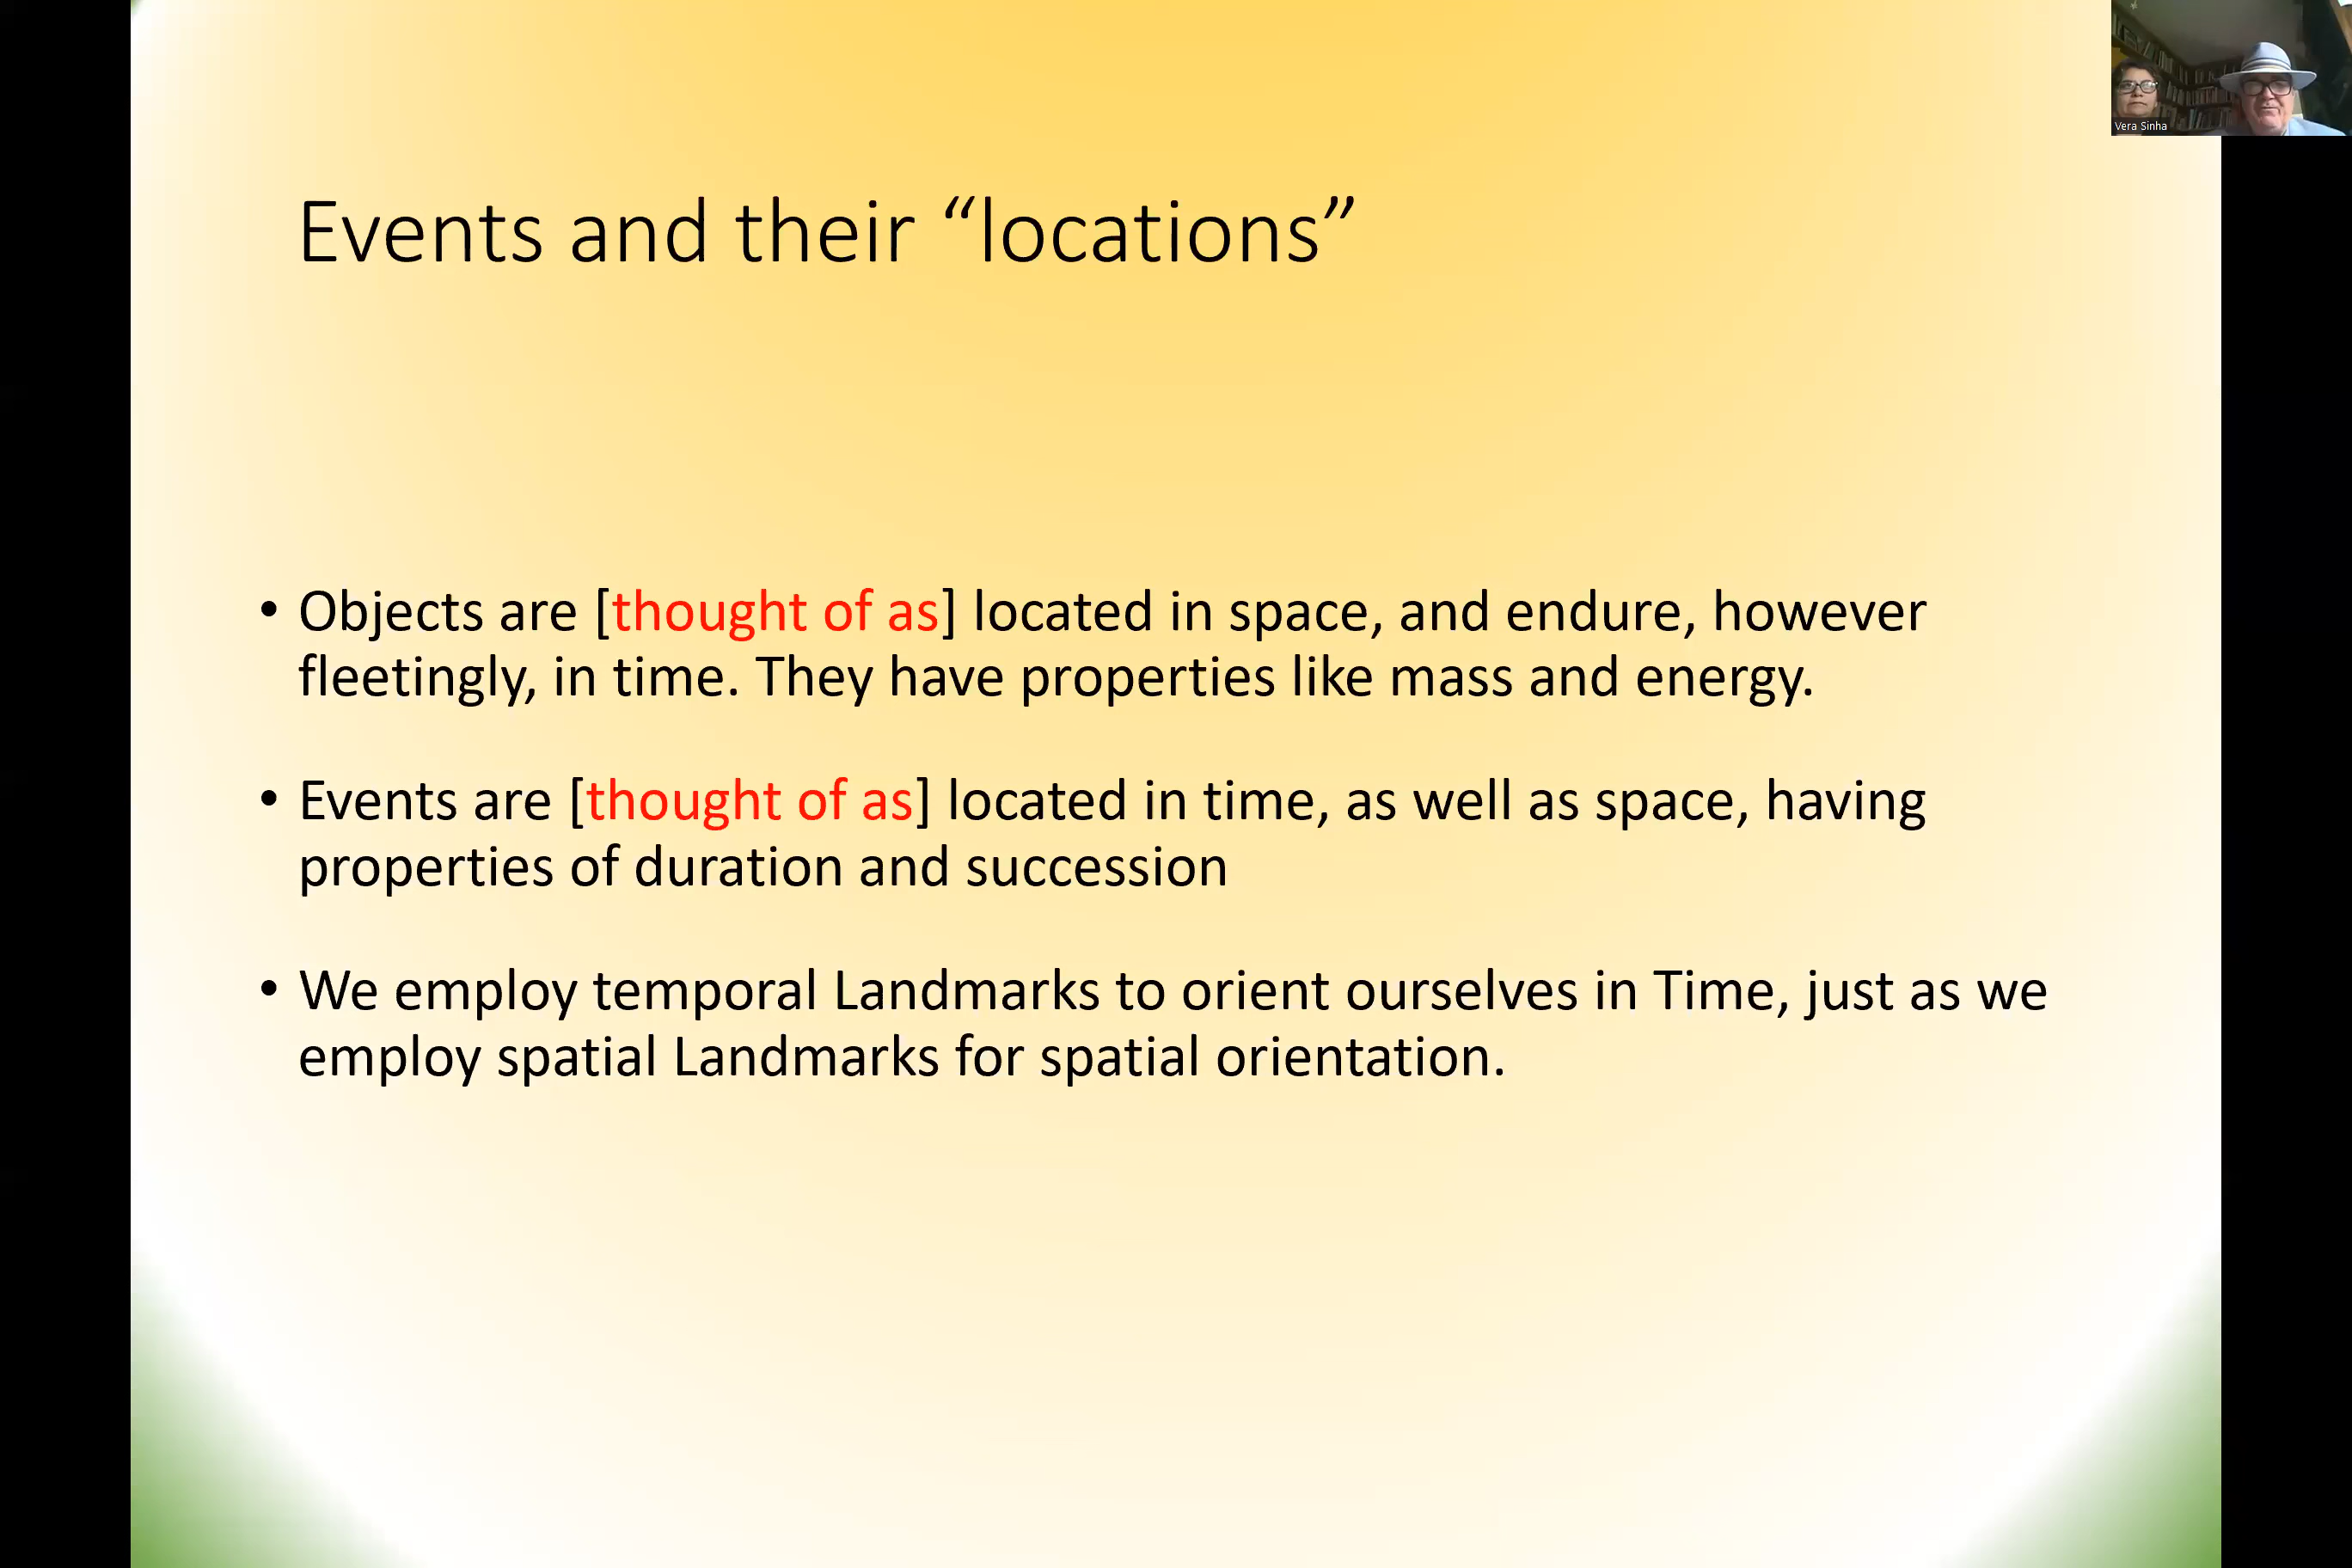 Vera Sinha
Events and their “locations”
• Objects are [thought of as] located in space, and endure, however
fleetingly, in time. They have properties like mass and energy.
• Events are [thought of as] located in time, as well as space, having
properties of duration and succession
• We employ temporal Landmarks to orient ourselves in Time, just as we
employ spatial Landmarks for spatial orientation.